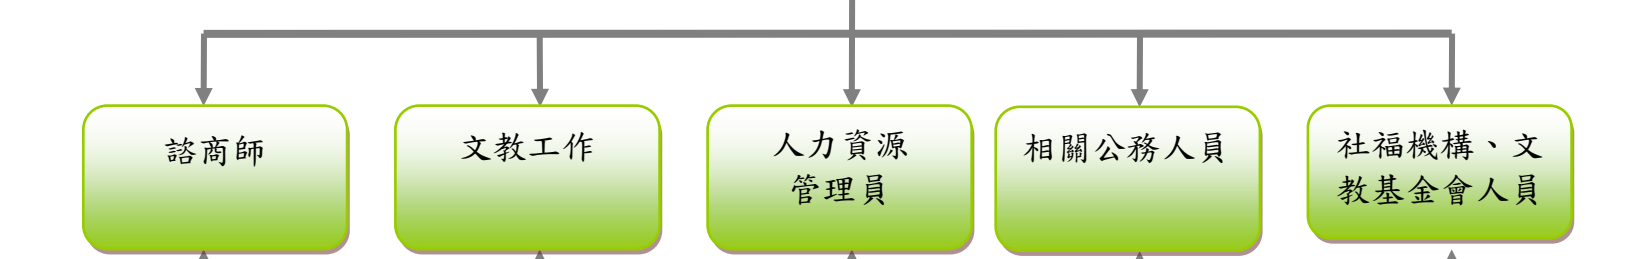 諮商師
文教工作
人力資源
管理員
相關公務人員
社福機構、文
教基金會人員